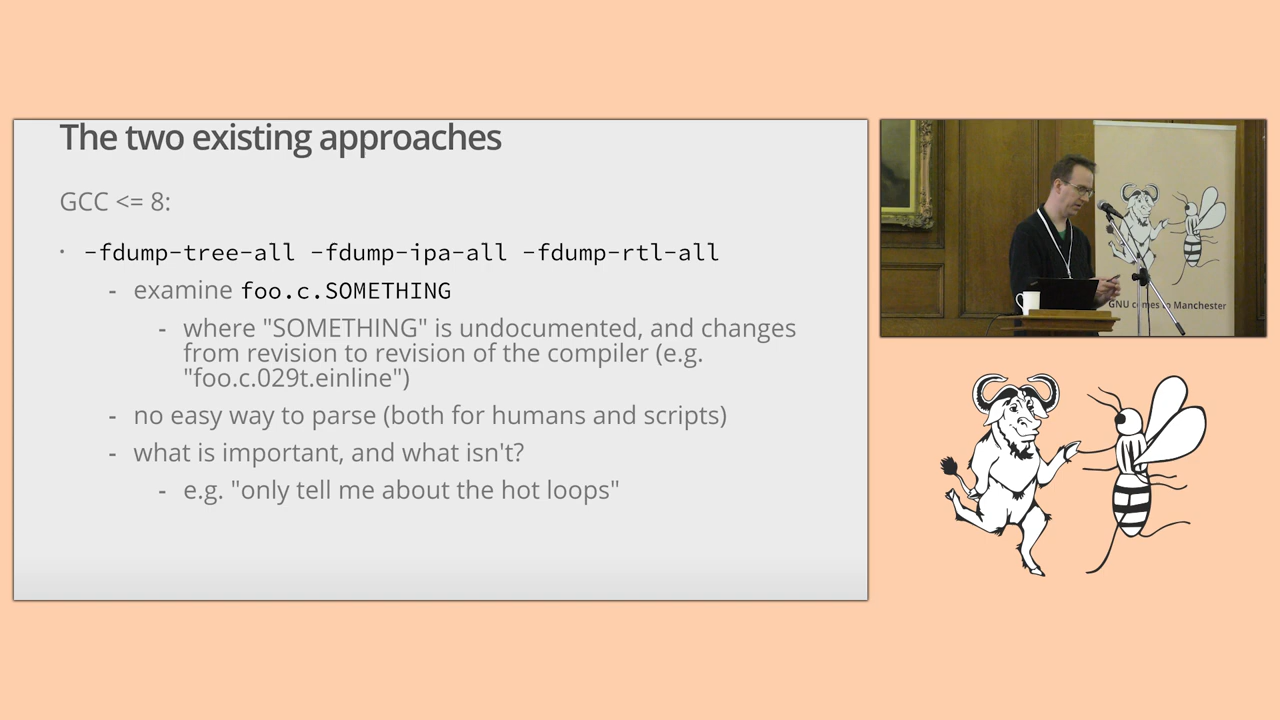 The two existing approaches
GCC <= 8:
• -fdump-tree-all -fdump-ipa-all -fdump-rtl-all
- examine foo.c.SOMETHING
- where "SOMETHING" is undocumented, and changes
from revision to revision of the compiler (e.g.
"foo.c.029t.einline")
- no easy way to parse (both for humans and scripts)
- what is important, and what isn't?
- e.g. "only tell me about the hot loops"
GNU comes to Manchester